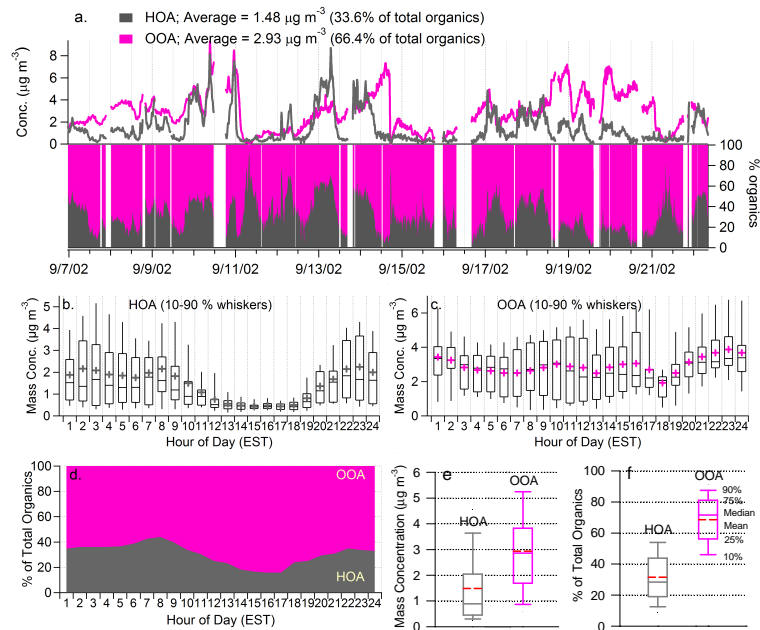 a.
HOA; Average = 1.48 µg m⁻³ (33.6% of total organics)
OOA; Average = 2.93 µg m⁻³ (66.4% of total organics)
Conc. (µg m⁻³)
8
6
4
2
0
100
80
60
40
20
0
% organics
9/7/02 9/9/02 9/11/02 9/13/02 9/15/02 9/17/02 9/19/02 9/21/02
b. HOA (10-90 % whiskers)
Mass Conc. (µg m⁻³)
5
4
3
2
1
0
1 2 3 4 5 6 7 8 9 10 11 12 13 14 15 16 17 18 19 20 21 22 23 24
Hour of Day (EST)
c. OOA (10-90 % whiskers)
Mass Conc. (µg m⁻³)
6
4
2
0
1 2 3 4 5 6 7 8 9 10 11 12 13 14 15 16 17 18 19 20 21 22 23 24
Hour of Day (EST)
d.
OOA
HOA
% of Total Organics
100
80
60
40
20
0
1 2 3 4 5 6 7 8 9 10 11 12 13 14 15 16 17 18 19 20 21 22 23 24
Hour of Day (EST)
e
Mass Concentration (µg m⁻³)
6
5
4
3
2
1
0
HOA
OOA
f
% of Total Organics
100
80
60
40
20
0
HOA
OOA
90%
75%
Median
Mean
25%
10%